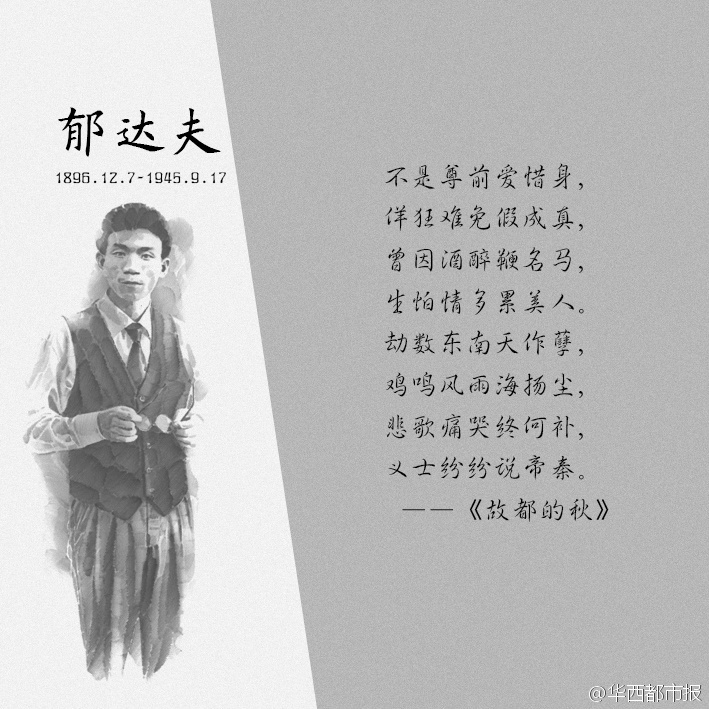 郁达夫
1896.12.7-1945.9.17
不是尊前爱惜身，
佯狂难免假成真，
曾因酒醉鞭名马，
生怕情多累美人。
劫数东南天作孽，
鸡鸣风雨海扬尘，
悲歌痛哭终何补，
义士纷纷说帝秦。
——《故都的秋》
@华西都市报